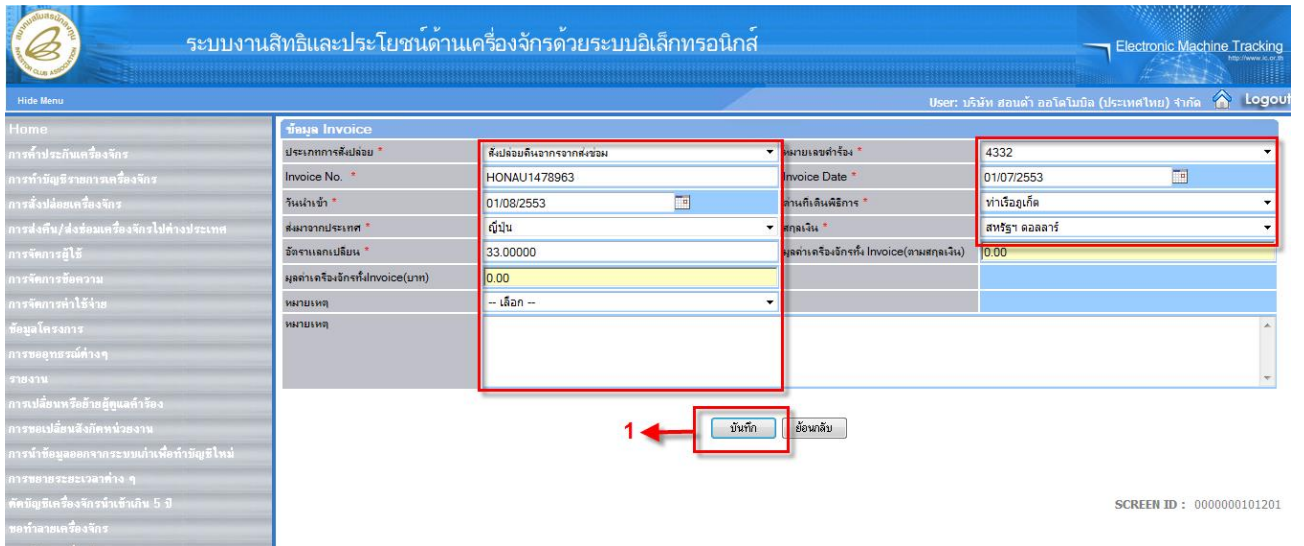 ระบบงานสิทธิและประโยชน์ด้านเครื่องจักรด้วยระบบอิเล็กทรอนิกส์
Electronic Machine Tracking
http://www.ic.or.th
Hide Menu
User: บริษัท ฮอนด้า ออโตโมบิล (ประเทศไทย) จำกัด Logout
Home
การค้ำประกันเครื่องจักร
การทำบัญชีรายการเครื่องจักร
การสั่งปล่อยเครื่องจักร
การส่งคืน/ส่งซ่อมเครื่องจักรไปต่างประเทศ
การจัดการผู้ใช้
การจัดการข้อความ
การจัดการค่าใช้จ่าย
ข้อมูลโครงการ
การขออุทธรณ์ต่างๆ
รายงาน
การเปลี่ยนหรือย้ายผู้ดูแลคำร้อง
การขอเปลี่ยนสังกัดหน่วยงาน
การนำข้อมูลออกจากระบบเก่าเพื่อทำบัญชีใหม่
การขยายระยะเวลาต่าง ๆ
ตัดบัญชีเครื่องจักรนำเข้าเกิน 5 ปี
ขอทำลายเครื่องจักร
ข้อมูล Invoice
ประเภทการสั่งปล่อย * สั่งปล่อยคืนอากรจากส่งซ่อม หมายเลขคำร้อง * 4332
Invoice No. * HONAU1478963 Invoice Date * 01/07/2553
วันนำเข้า * 01/08/2553 ด่านที่เดินพิธีการ * ท่าเรือภูเก็ต
ส่งมาจากประเทศ * ญี่ปุ่น สกุลเงิน * สหรัฐฯ ดอลลาร์
อัตราแลกเปลี่ยน * 33.00000 มูลค่าเครื่องจักรทั้ง Invoice(ตามสกุลเงิน) 0.00
มูลค่าเครื่องจักรทั้งInvoice(บาท) 0.00
หมายเหตุ -- เลือก --
หมายเหตุ
1 บันทึก ย้อนกลับ
SCREEN ID : 0000000101201